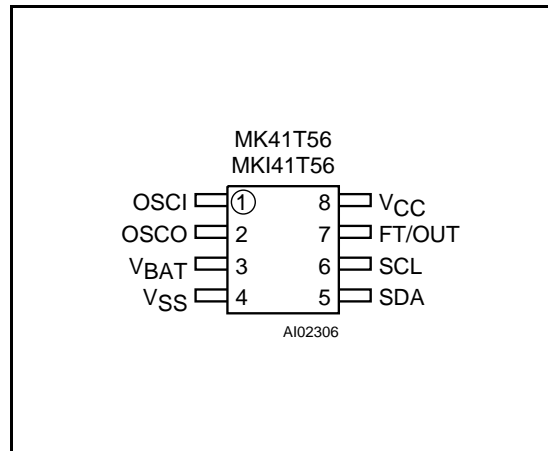 MK41T56
MKI41T56
OSCI 1 8 VCC
OSCO 2 7 FT/OUT
VBAT 3 6 SCL
VSS 4 5 SDA
AI02306